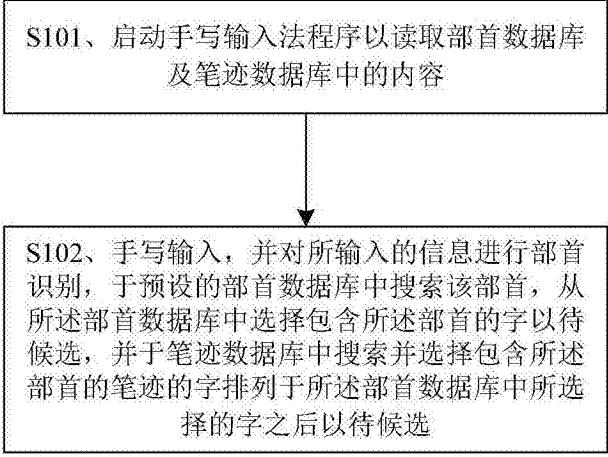 S101、启动手写输入法程序以读取部首数据库
及笔迹数据库中的内容
S102、手写输入，并对所输入的信息进行部首
识别，于预设的部首数据库中搜索该部首，从
所述部首数据库中选择包含所述部首的字以待
候选，并于笔迹数据库中搜索并选择包含所述
部首的笔迹的字排列于所述部首数据库中所选
择的字之后以待候选